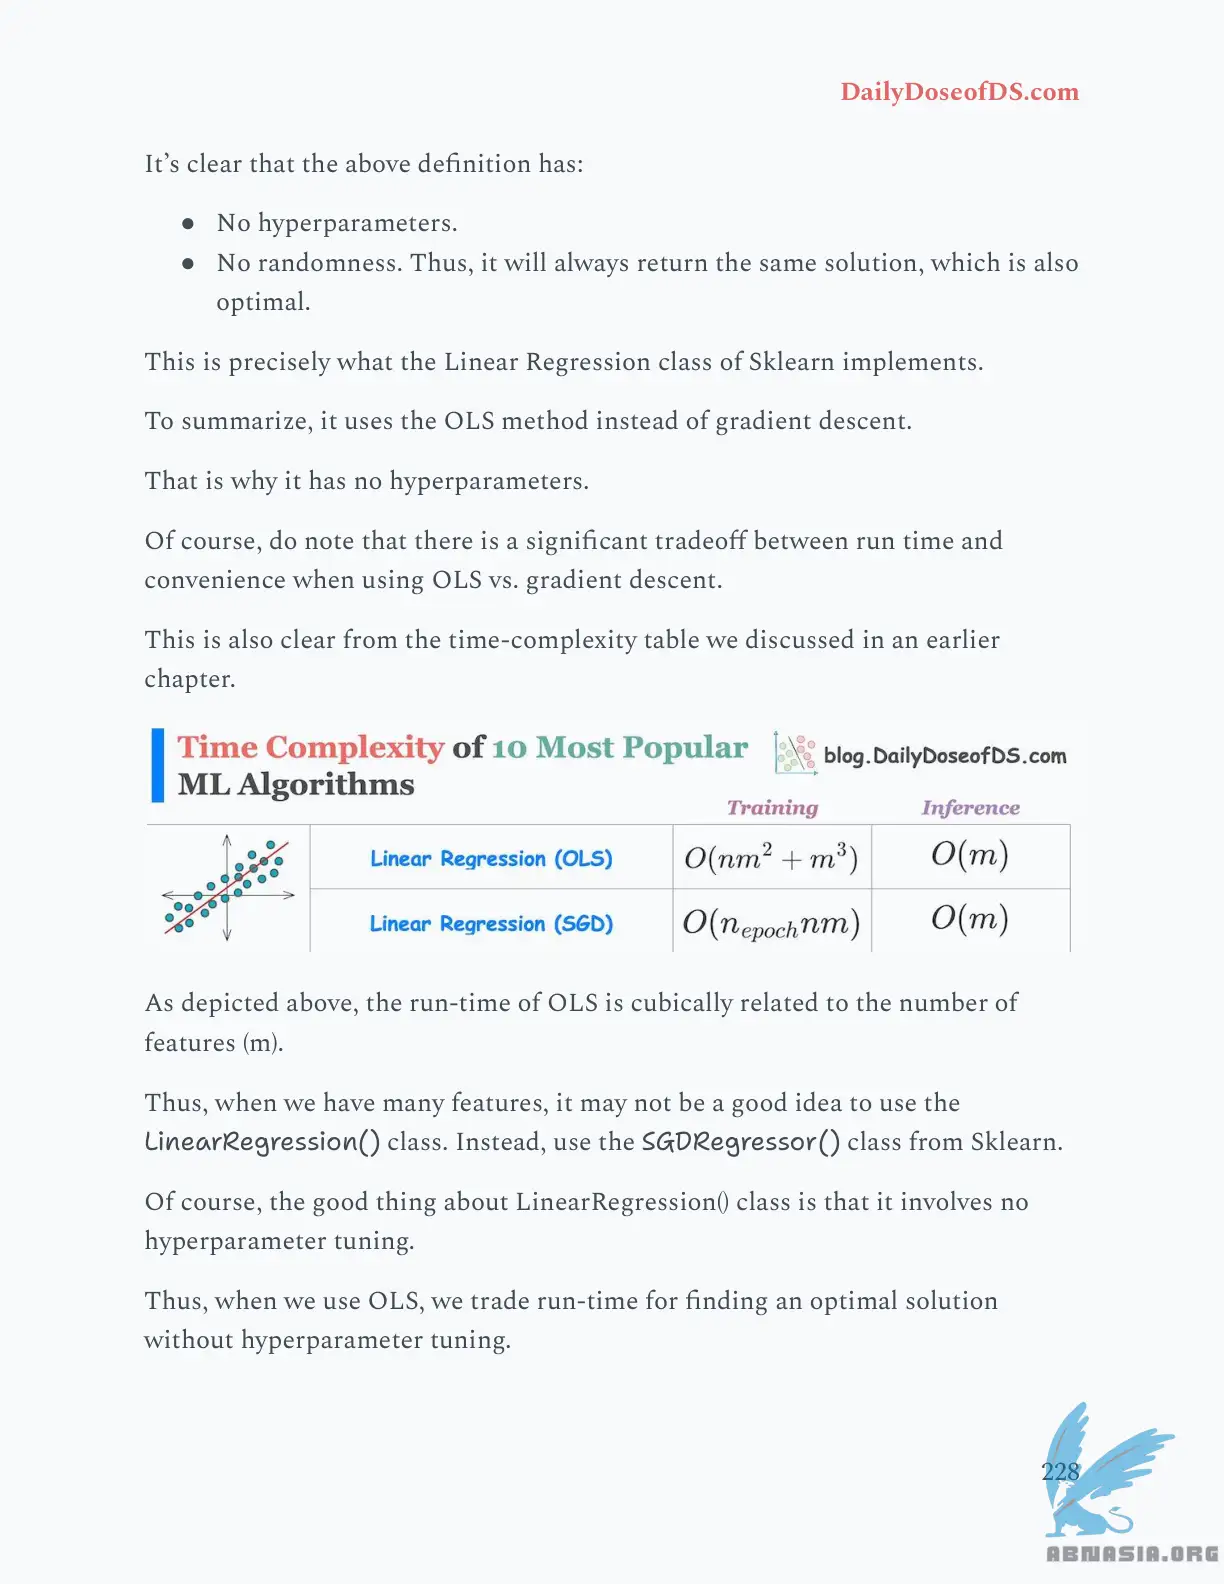 DailyDoseofDS.com
It’s clear that the above definition has:
● No hyperparameters.
● No randomness. Thus, it will always return the same solution, which is also
optimal.
This is precisely what the Linear Regression class of Sklearn implements.
To summarize, it uses the OLS method instead of gradient descent.
That is why it has no hyperparameters.
Of course, do note that there is a significant tradeoff between run time and
convenience when using OLS vs. gradient descent.
This is also clear from the time-complexity table we discussed in an earlier
chapter.
Time Complexity of 10 Most Popular
ML Algorithms
blog.DailyDoseofDS.com
Training Inference
Linear Regression (OLS) O(nm² + m³) O(m)
Linear Regression (SGD) O(n_epoch nm) O(m)
As depicted above, the run-time of OLS is cubically related to the number of
features (m).
Thus, when we have many features, it may not be a good idea to use the
LinearRegression() class. Instead, use the SGDRegressor() class from Sklearn.
Of course, the good thing about LinearRegression() class is that it involves no
hyperparameter tuning.
Thus, when we use OLS, we trade run-time for finding an optimal solution
without hyperparameter tuning.
228
ABNASIA.ORG